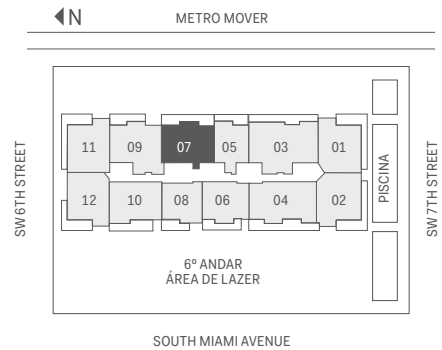 N
METRO MOVER
SW 6TH STREET
11
09
07
05
03
01
12
10
08
06
04
02
PISCINA
SW 7TH STREET
6º ANDAR
ÁREA DE LAZER
SOUTH MIAMI AVENUE